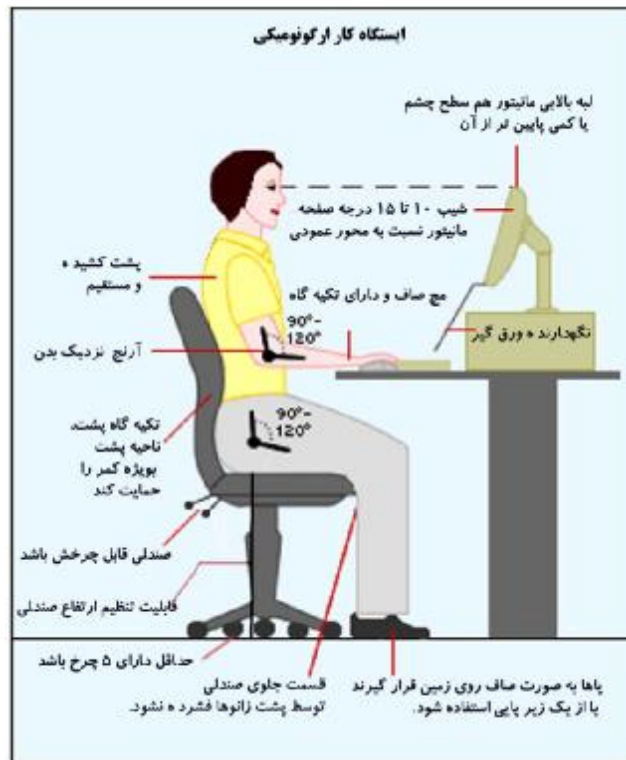 ایستگاه کار ارگونومیکی
لبه بالایی مانیتور هم سطح چشم
یا کمی پایین تر از آن
شیب ۱۰ تا ۱۵ درجه صفحه
مانیتور نسبت به محور عمودی
پشت کشیده
و مستقیم
مچ صاف و دارای تکیه گاه
90°-
120°
نگهدارنده ورق گیر
آرنج نزدیک بدن
90°-
120°
تکیه گاه پشت،
ناحیه پشت
بویژه کمر را
حمایت کند
صندلی قابل چرخش باشد
قابلیت تنظیم ارتفاع صندلی
حداقل دارای ۵ چرخ باشد
قسمت جلوی صندلی
توسط پشت زانوها فشرده نشود.
پاها به صورت صاف روی زمین قرار گیرند
یا از یک زیر پایی استفاده شود.